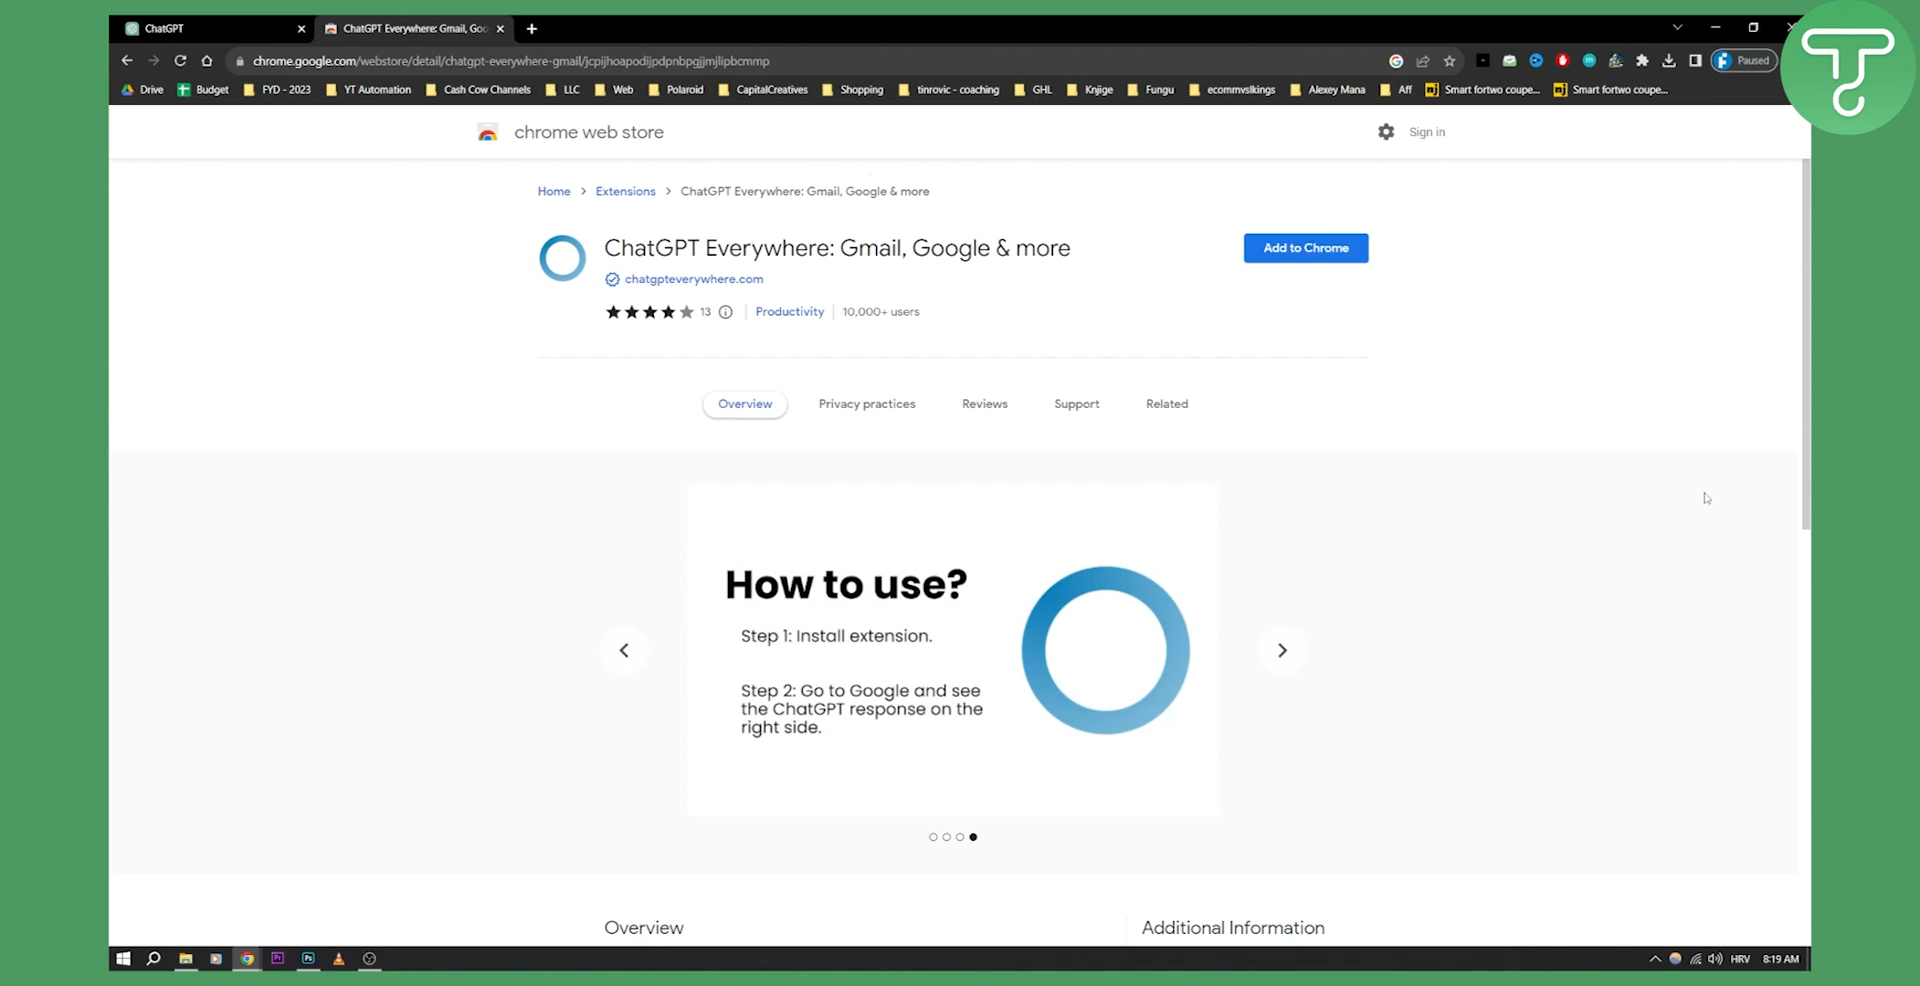 ChatGPT
ChatGPT Everywhere: Gmail, Goo
chrome.google.com/webstore/detail/chatgpt-everywhere-gmail/jcpijhoapodijpdpnbpgjjmjlipbcmmp
Paused
Drive Budget FYD - 2023 YT Automation Cash Cow Channels LLC Web Polaroid CapitalCreatives Shopping tinrovic - coaching GHL Knjige Fungu ecommvslkings Alexey Mana Aff Smart fortwo coupe... Smart fortwo coupe...
chrome web store
Sign in
Home > Extensions > ChatGPT Everywhere: Gmail, Google & more
ChatGPT Everywhere: Gmail, Google & more
Add to Chrome
chatgpteverywhere.com
13 Productivity 10,000+ users
Overview Privacy practices Reviews Support Related
How to use?
Step 1: Install extension.
Step 2: Go to Google and see
the ChatGPT response on the
right side.
Overview
Additional Information
HRV 8:19 AM